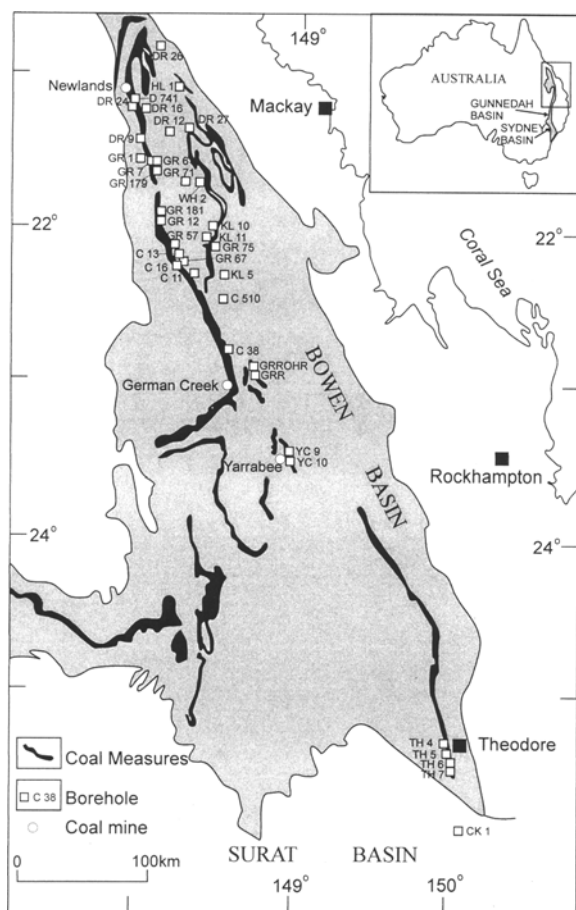 149°
AUSTRALIA
GUNNEDAH
BASIN
SYDNEY
BASIN
DR 26
Newlands
HL 1
D 741
DR 24
DR 16
DR 12
DR 27
Mackay
DR 9
GR 1
GR 6
GR 7
GR 71
GR 179
WH 2
22°
22°
GR 181
GR 12
KL 10
GR 57
KL 11
GR 75
C 13
GR 67
C 16
C 11
KL 5
C 510
Coral Sea
C 38
GRROHR
GRR
German Creek
BOWEN
BASIN
YC 9
Yarrabee
YC 10
Rockhampton
24°
24°
TH 4
Theodore
TH 5
TH 6
TH 7
Coal Measures
C 38
Borehole
Coal mine
CK 1
0
100km
SURAT BASIN
149°
150°